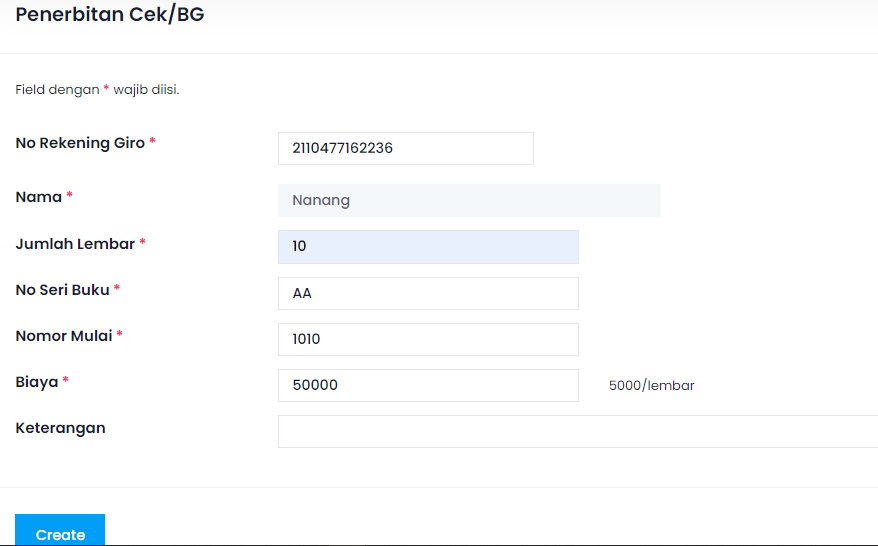 Penerbitan Cek/BG
Field dengan * wajib diisi.
No Rekening Giro * 2110477162236
Nama * Nanang
Jumlah Lembar * 10
No Seri Buku * AA
Nomor Mulai * 1010
Biaya * 50000 5000/lembar
Keterangan
Create